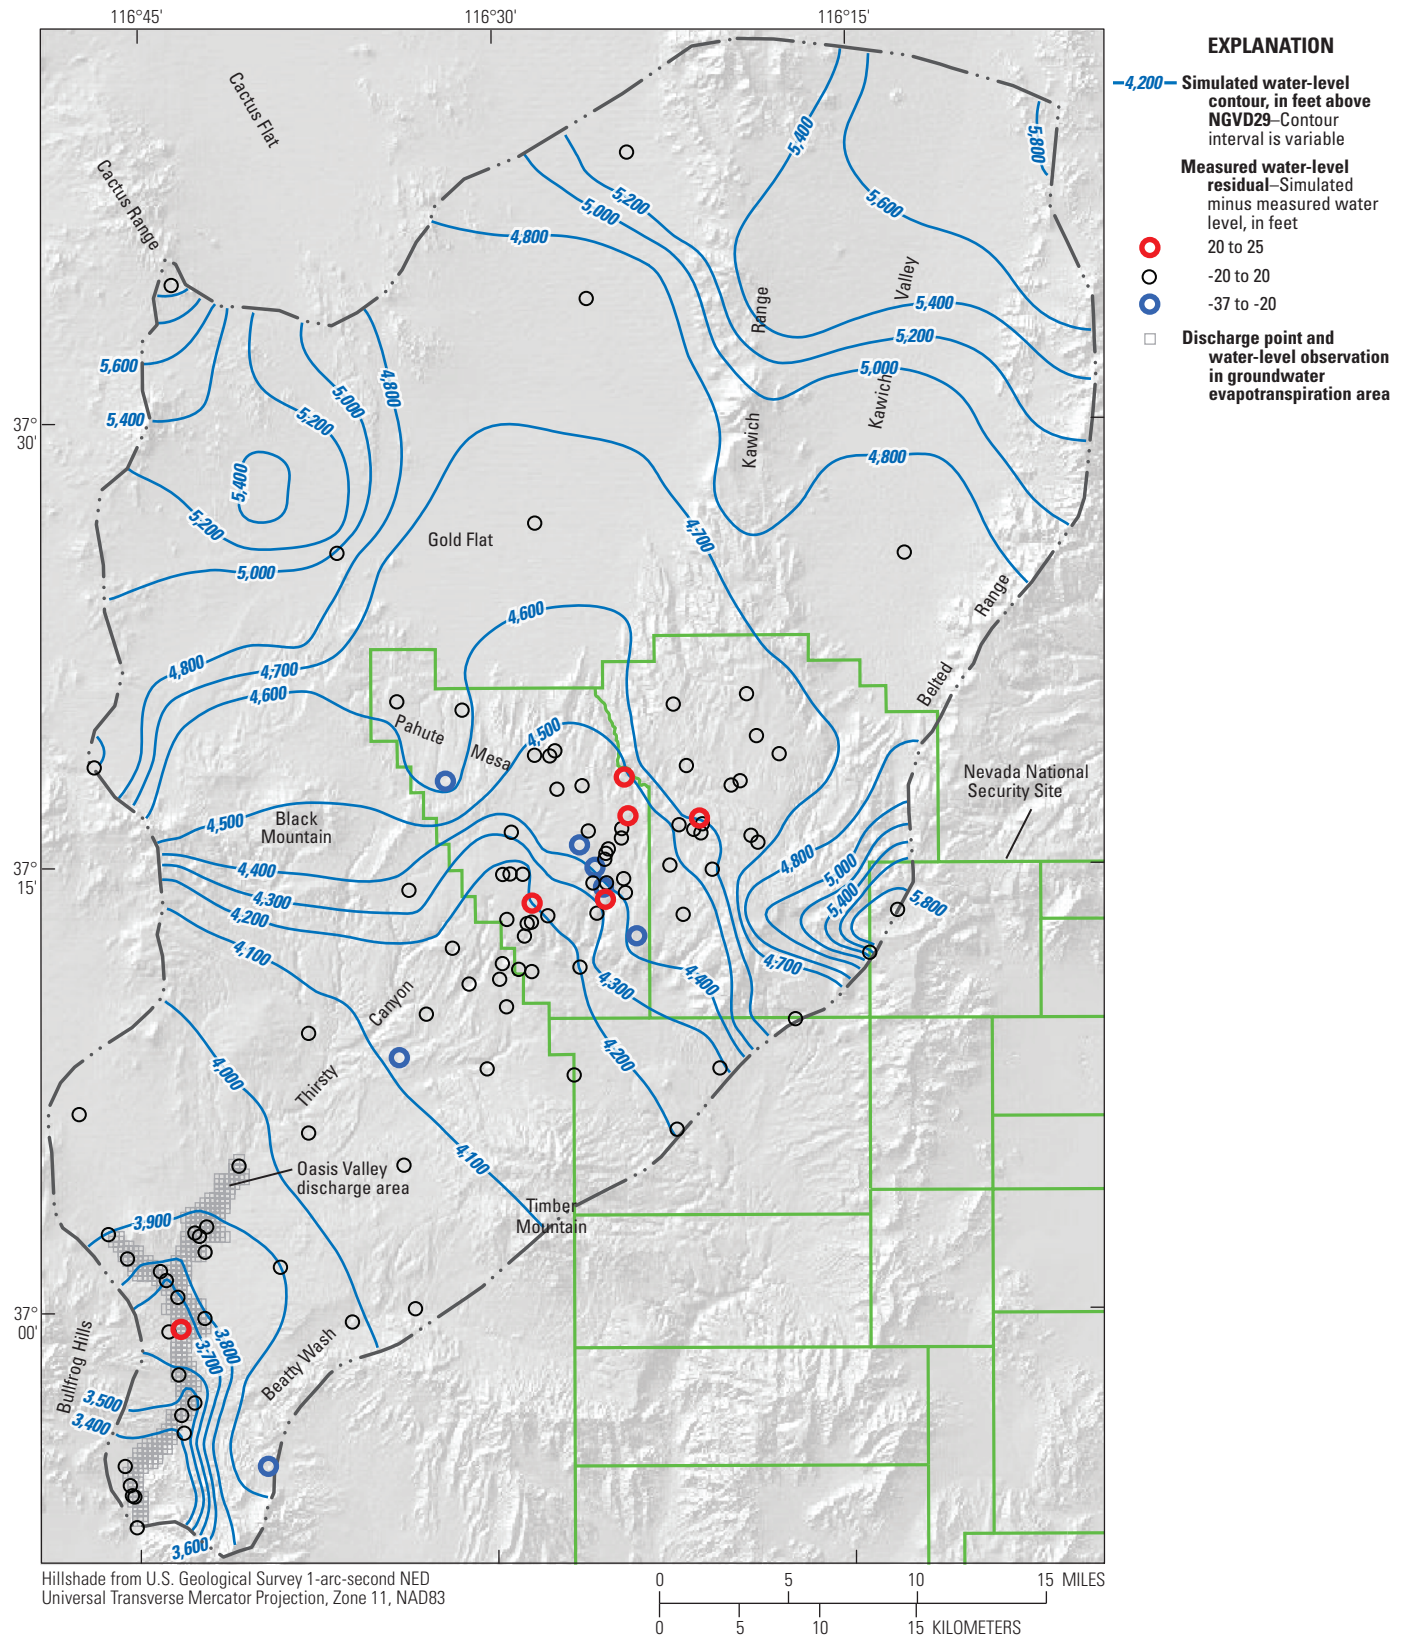 116°45'
116°30'
116°15'
EXPLANATION
4,200
Simulated water-level
contour, in feet above
NGVD29–Contour
interval is variable
Measured water-level
residual–Simulated
minus measured water
level, in feet
20 to 25
-20 to 20
-37 to -20
Discharge point and
water-level observation
in groundwater
evapotranspiration area
Cactus Flat
Cactus Range
5,400
5,800
5,200
5,000
4,800
5,600
Kawich
Range
Kawich
Valley
5,400
5,200
5,000
4,800
5,600
5,400
4,800
5,000
5,200
5,400
5,200
5,000
37°
30'
Gold Flat
4,700
4,600
4,800
4,700
4,600
Belted
Range
Pahute
Mesa
4,500
Nevada National
Security Site
4,500
Black
Mountain
4,400
4,300
4,200
4,100
37°
15'
4,800
5,000
5,400
5,800
4,700
4,400
4,300
4,200
Thirsty
Canyon
4,000
4,100
Oasis Valley
discharge area
Timber
Mountain
3,900
37°
00'
Bullfrog Hills
3,800
3,700
Beatty Wash
3,500
3,400
3,600
Hillshade from U.S. Geological Survey 1-arc-second NED
Universal Transverse Mercator Projection, Zone 11, NAD83
0 5 10 15 MILES
0 5 10 15 KILOMETERS